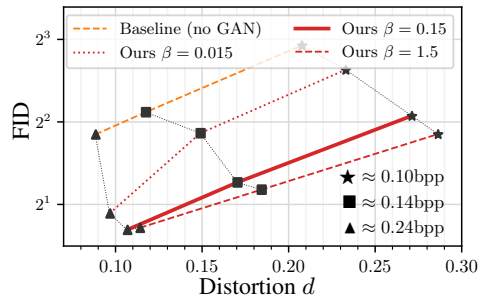 Baseline (no GAN)
Ours β = 0.015
Ours β = 0.15
Ours β = 1.5
2³
2²
2¹
FID
≈ 0.10bpp
≈ 0.14bpp
≈ 0.24bpp
0.10 0.15 0.20 0.25 0.30
Distortion d